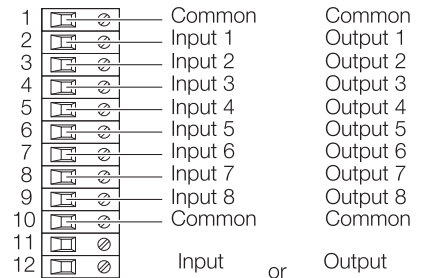 1 Common Common
2 Input 1 Output 1
3 Input 2 Output 2
4 Input 3 Output 3
5 Input 4 Output 4
6 Input 5 Output 5
7 Input 6 Output 6
8 Input 7 Output 7
9 Input 8 Output 8
10 Common Common
11
12 Input or Output